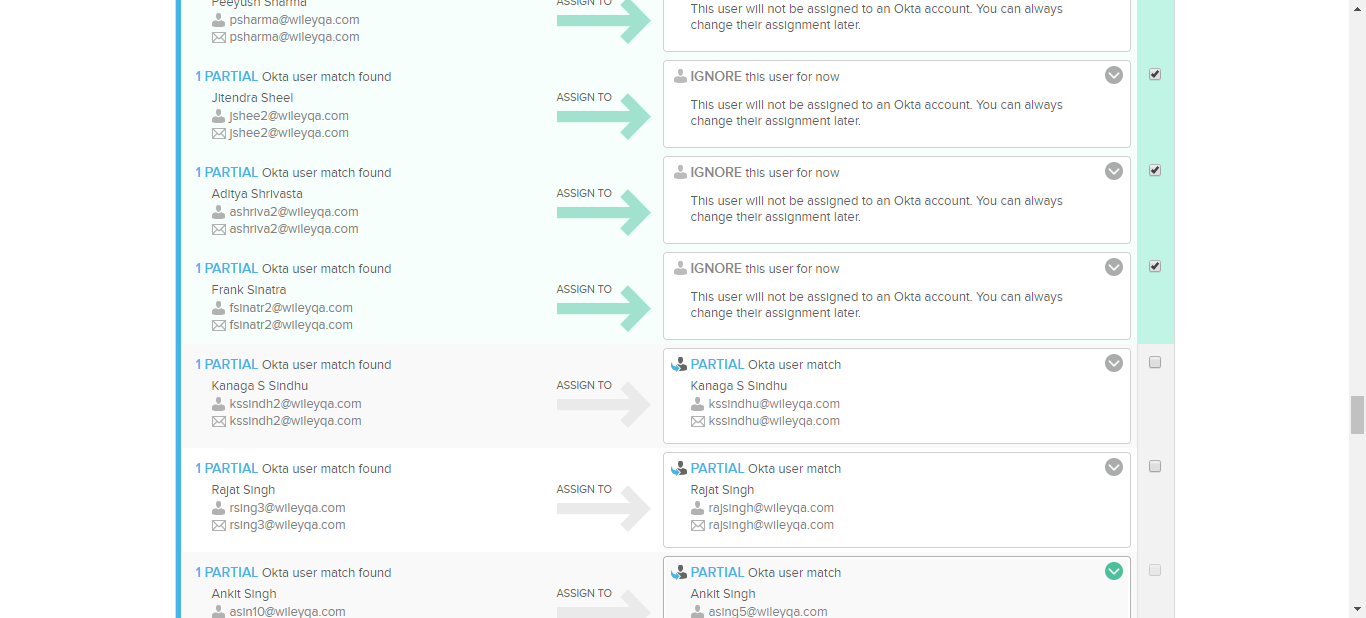 Peeyush Sharma
psharma@wileyqa.com
psharma@wileyqa.com
ASSIGN TO
This user will not be assigned to an Okta account. You can always
change their assignment later.
1 PARTIAL Okta user match found
Jitendra Sheel
jshee2@wileyqa.com
jshee2@wileyqa.com
ASSIGN TO
IGNORE this user for now
This user will not be assigned to an Okta account. You can always
change their assignment later.
1 PARTIAL Okta user match found
Aditya Shrivasta
ashriva2@wileyqa.com
ashriva2@wileyqa.com
ASSIGN TO
IGNORE this user for now
This user will not be assigned to an Okta account. You can always
change their assignment later.
1 PARTIAL Okta user match found
Frank Sinatra
fsinatr2@wileyqa.com
fsinatr2@wileyqa.com
ASSIGN TO
IGNORE this user for now
This user will not be assigned to an Okta account. You can always
change their assignment later.
1 PARTIAL Okta user match found
Kanaga S Sindhu
kssindh2@wileyqa.com
kssindh2@wileyqa.com
ASSIGN TO
PARTIAL Okta user match
Kanaga S Sindhu
kssindhu@wileyqa.com
kssindhu@wileyqa.com
1 PARTIAL Okta user match found
Rajat Singh
rsing3@wileyqa.com
rsing3@wileyqa.com
ASSIGN TO
PARTIAL Okta user match
Rajat Singh
rajsingh@wileyqa.com
rajsingh@wileyqa.com
1 PARTIAL Okta user match found
Ankit Singh
asin10@wileyqa.com
ASSIGN TO
PARTIAL Okta user match
Ankit Singh
asing5@wileyqa.com